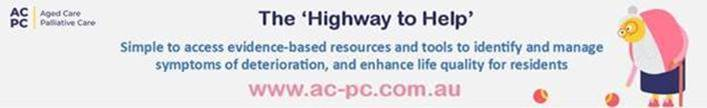 AC
PC
Aged Care
Palliative Care
The ‘Highway to Help’
Simple to access evidence-based resources and tools to identify and manage
symptoms of deterioration, and enhance life quality for residents
www.ac-pc.com.au